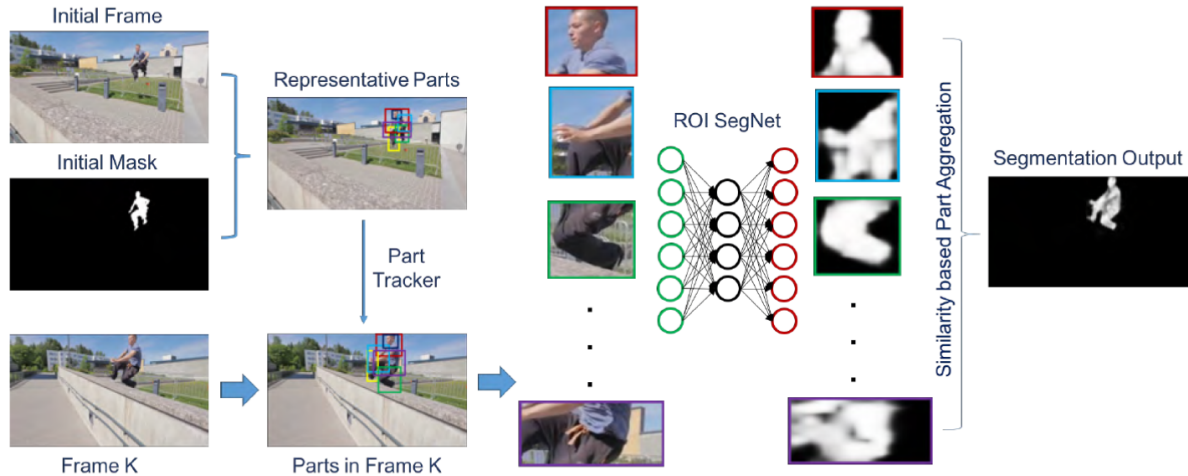 Initial Frame
Representative Parts
ROI SegNet
Initial Mask
Segmentation Output
Part
Tracker
Similarity based Part Aggregation
Frame K
Parts in Frame K